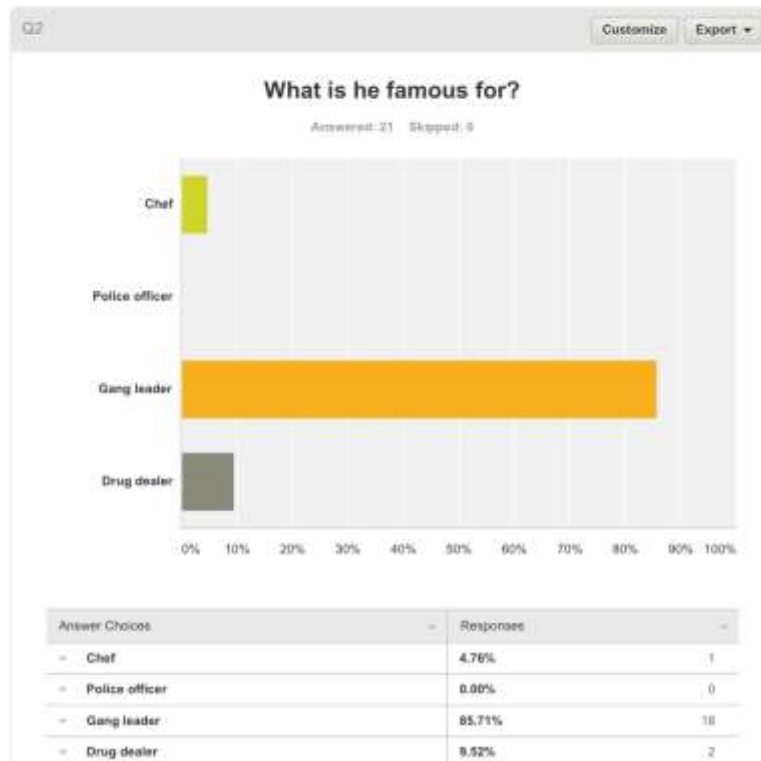 Q2
Customize Export
What is he famous for?
Answered: 21 Skipped: 0
Chef
Police officer
Gang leader
Drug dealer
0% 10% 20% 30% 40% 50% 60% 70% 80% 90% 100%
Answer Choices Responses
Chef 4.76% 1
Police officer 0.00% 0
Gang leader 85.71% 18
Drug dealer 9.52% 2